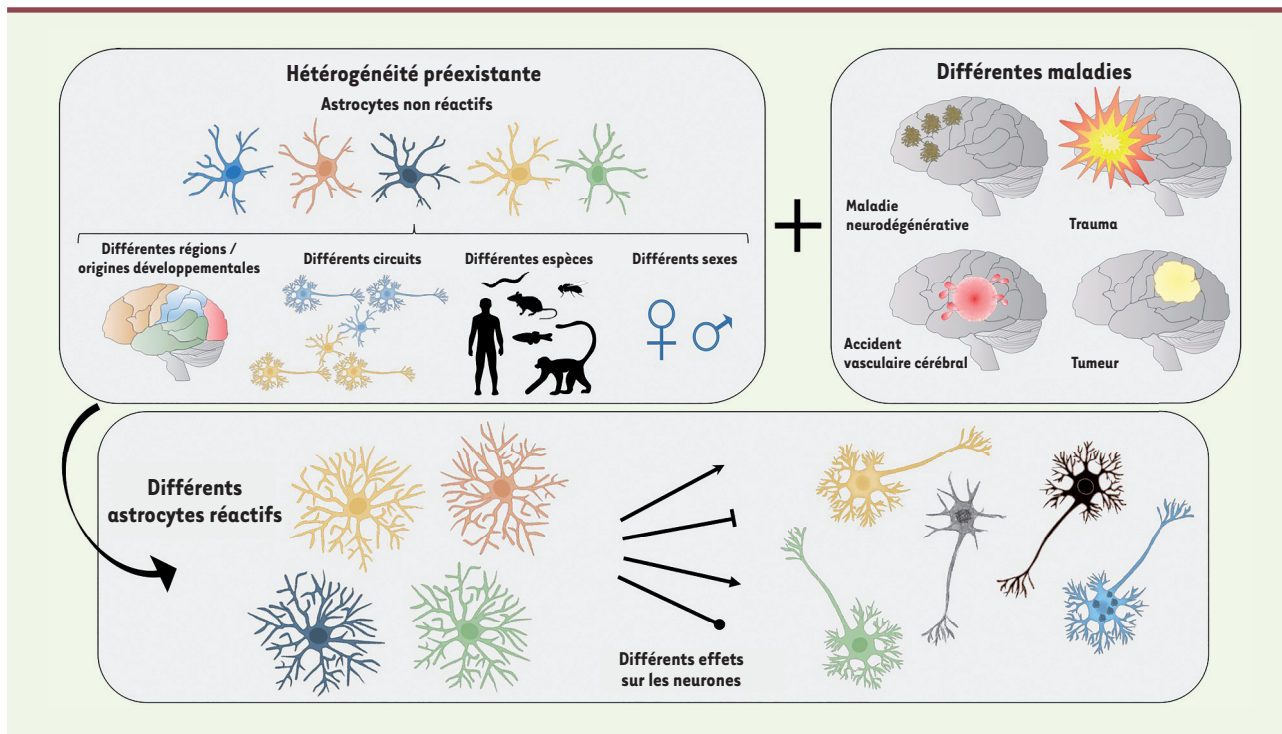 Hétérogénéité préexistante
Astrocytes non réactifs
Différentes régions /
origines développementales
Différents circuits
Différentes espèces
Différents sexes
Différentes maladies
Maladie
neurodégénérative
Trauma
Accident
vasculaire cérébral
Tumeur
Différents
astrocytes réactifs
Différents effets
sur les neurones